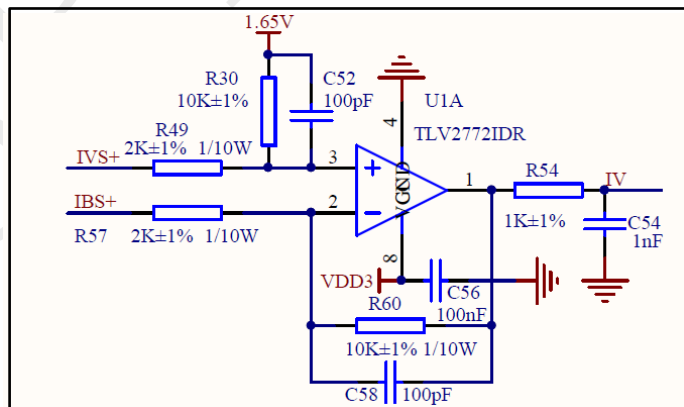 1.65V
R30
10K±1%
C52
100pF
4
U1A
TLV2772IDR
GND
R49
2K±1% 1/10W
IVS+
3
IBS+
2
1
R54
1K±1%
IV
C54
1nF
R57
2K±1% 1/10W
VCC
8
VDD3
C56
100nF
R60
10K±1% 1/10W
C58
100pF